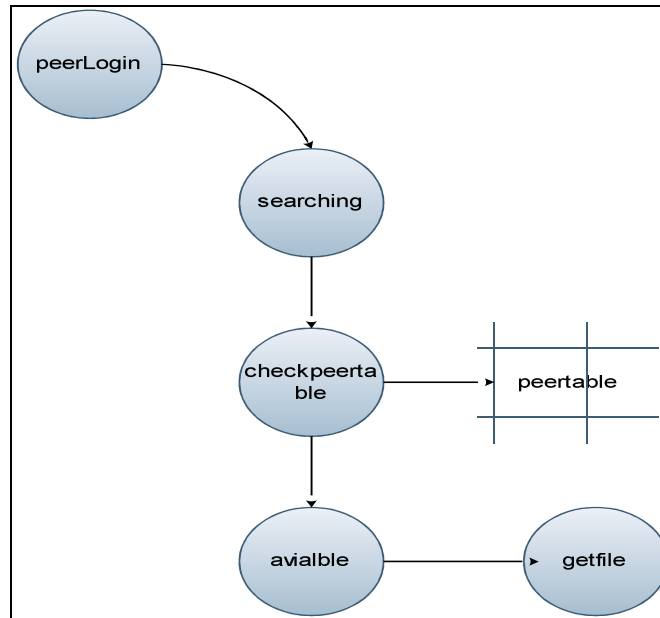 peerLogin
searching
checkpeerta
ble
peertable
avialble
getfile